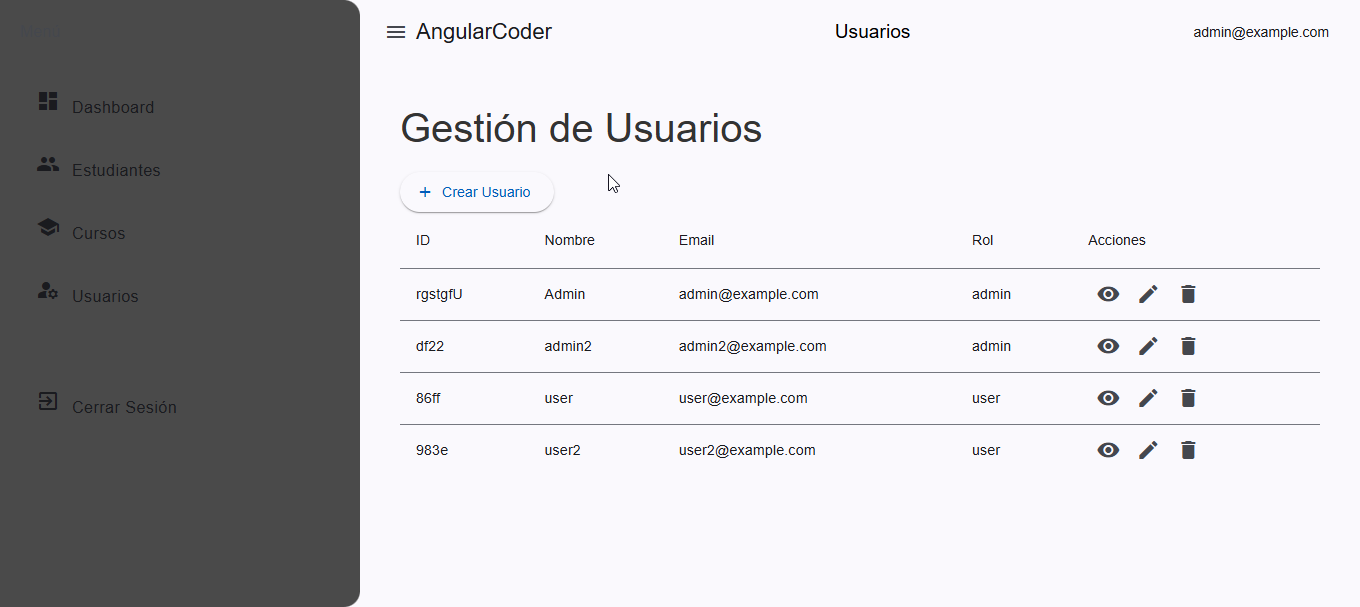 AngularCoder
Usuarios
admin@example.com
Dashboard
Estudiantes
Cursos
Usuarios
Cerrar Sesión
Gestión de Usuarios
Crear Usuario
ID Nombre Email Rol Acciones
rgstgfU Admin admin@example.com admin
df22 admin2 admin2@example.com admin
86ff user user@example.com user
983e user2 user2@example.com user